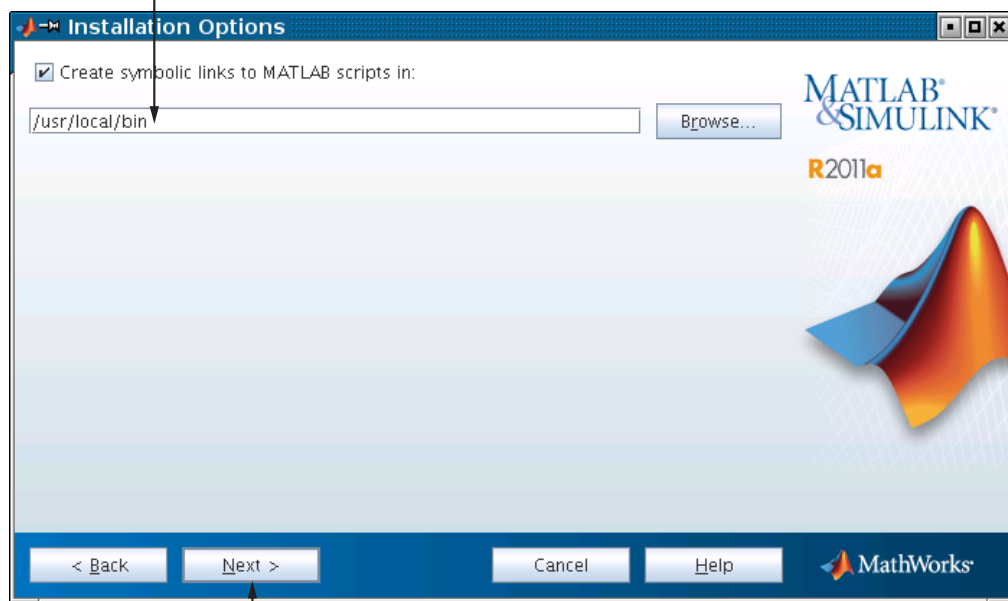 Installation Options
Create symbolic links to MATLAB scripts in:
/usr/local/bin
Browse...
MATLAB®
&SIMULINK®
R2011a
< Back
Next >
Cancel
Help
MathWorks®